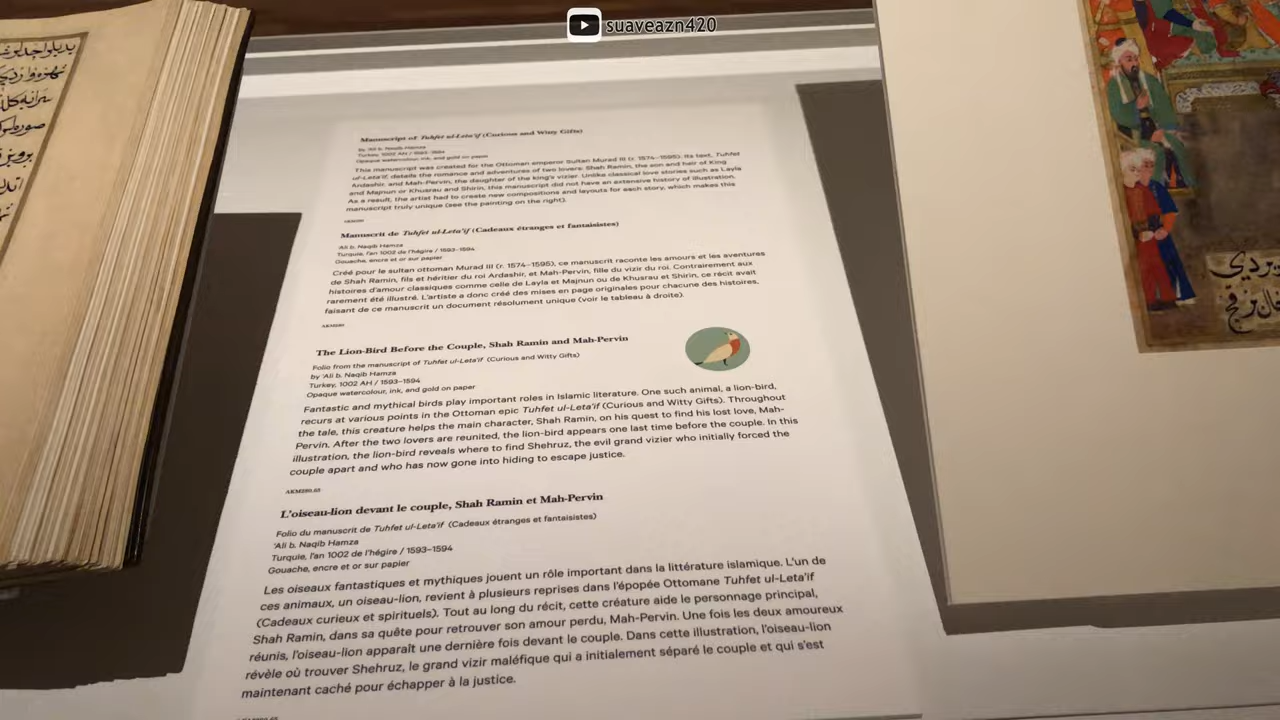 suaveazn420
Manuscript of Tuhfet ul-Leta'if (Curious and Witty Gifts)
by 'Ali b. Naqib Hamza
Turkey, 1002 AH / 1593–1594
Opaque watercolour, ink, and gold on paper
This manuscript was created for the Ottoman emperor Sultan Murad III (r. 1574–1595). Its text, Tuhfet
ul-Leta'if, details the romance and adventures of two lovers: Shah Ramin, the son and heir of King
Ardashir, and Mah-Pervin, the daughter of the king's vizier. Unlike classical love stories such as Layla
and Majnun or Khusrau and Shirin, this manuscript did not have an extensive history of illustration.
As a result, the artist had to create new compositions and layouts for each story, which makes this
manuscript truly unique (see the painting on the right).
Manuscrit de Tuhfet ul-Leta'if (Cadeaux étranges et fantaisistes)
'Ali b. Naqib Hamza
Turquie, l'an 1002 de l'hégire / 1593–1594
Gouache, encre et or sur papier
Créé pour le sultan ottoman Murad III (r. 1574–1595), ce manuscrit raconte les amours et les aventures
de Shah Ramin, fils et héritier du roi Ardashir, et Mah-Pervin, fille du vizir du roi. Contrairement aux
histoires d'amour classiques comme celle de Layla et Majnun ou de Khusrau et Shirin, ce récit avait
rarement été illustré. L'artiste a donc créé des mises en page originales pour chacune des histoires,
faisant de ce manuscrit un document résolument unique (voir le tableau à droite).
The Lion-Bird Before the Couple, Shah Ramin and Mah-Pervin
Folio from the manuscript of Tuhfet ul-Leta'if (Curious and Witty Gifts)
by 'Ali b. Naqib Hamza
Turkey, 1002 AH / 1593–1594
Opaque watercolour, ink, and gold on paper
Fantastic and mythical birds play important roles in Islamic literature. One such animal, a lion-bird,
recurs at various points in the Ottoman epic Tuhfet ul-Leta'if (Curious and Witty Gifts). Throughout
the tale, this creature helps the main character, Shah Ramin, on his quest to find his lost love, Mah-
Pervin. After the two lovers are reunited, the lion-bird appears one last time before the couple. In this
illustration, the lion-bird reveals where to find Shehruz, the evil grand vizier who initially forced the
couple apart and who has now gone into hiding to escape justice.
AKM280.65
L'oiseau-lion devant le couple, Shah Ramin et Mah-Pervin
Folio du manuscrit de Tuhfet ul-Leta'if (Cadeaux étranges et fantaisistes)
'Ali b. Naqib Hamza
Turquie, l'an 1002 de l'hégire / 1593–1594
Gouache, encre et or sur papier
Les oiseaux fantastiques et mythiques jouent un rôle important dans la littérature islamique. L'un de
ces animaux, un oiseau-lion, revient à plusieurs reprises dans l'épopée Ottomane Tuhfet ul-Leta'if
(Cadeaux curieux et spirituels). Tout au long du récit, cette créature aide le personnage principal,
Shah Ramin, dans sa quête pour retrouver son amour perdu, Mah-Pervin. Une fois les deux amoureux
réunis, l'oiseau-lion apparaît une dernière fois devant le couple. Dans cette illustration, l'oiseau-lion
révèle où trouver Shehruz, le grand vizir maléfique qui a initialement séparé le couple et qui s'est
maintenant caché pour échapper à la justice.